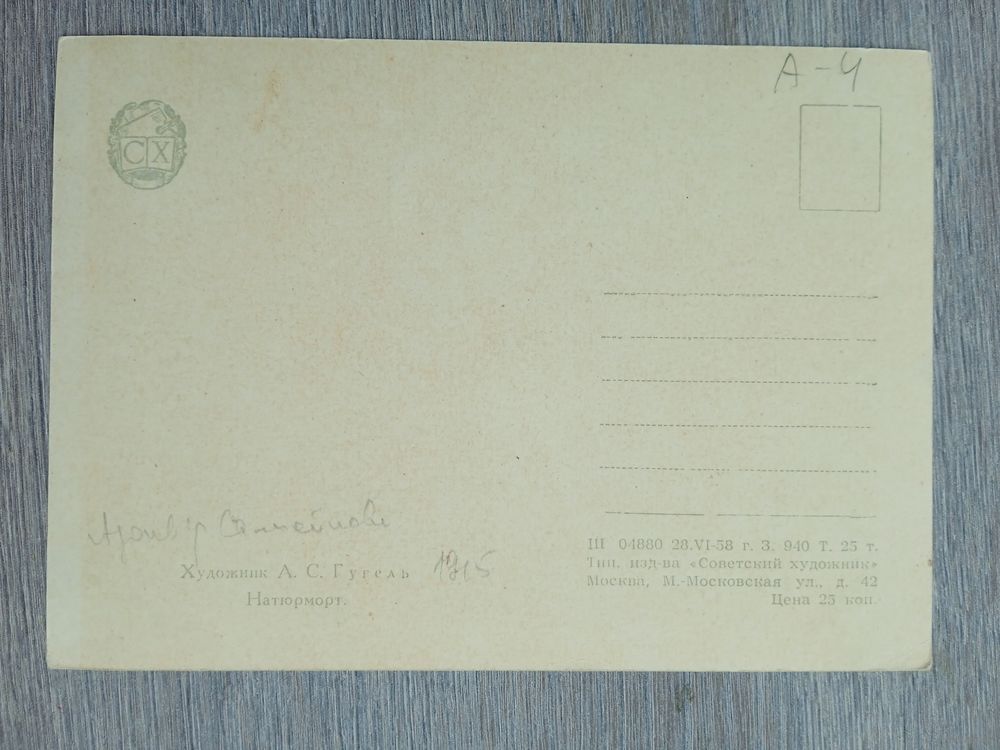 А-Ч
СХ
Художник А. С. Гугель 1915
Натюрморт.
Ш 04880 28.VI-58 г. З. 940 Т. 25 т.
Тип. изд-ва «Советский художник»
Москва, М.-Московская ул., д. 42
Цена 25 коп.